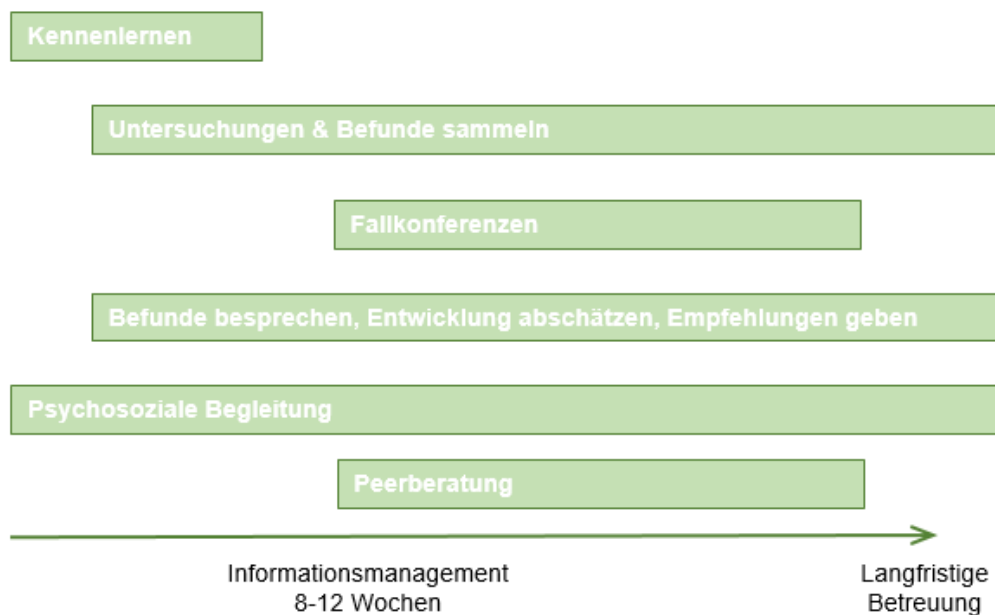 Kennenlernen
Untersuchungen & Befunde sammeln
Fallkonferenzen
Befunde besprechen, Entwicklung abschätzen, Empfehlungen geben
Psychosoziale Begleitung
Peerberatung
Informationsmanagement
8-12 Wochen
Langfristige
Betreuung